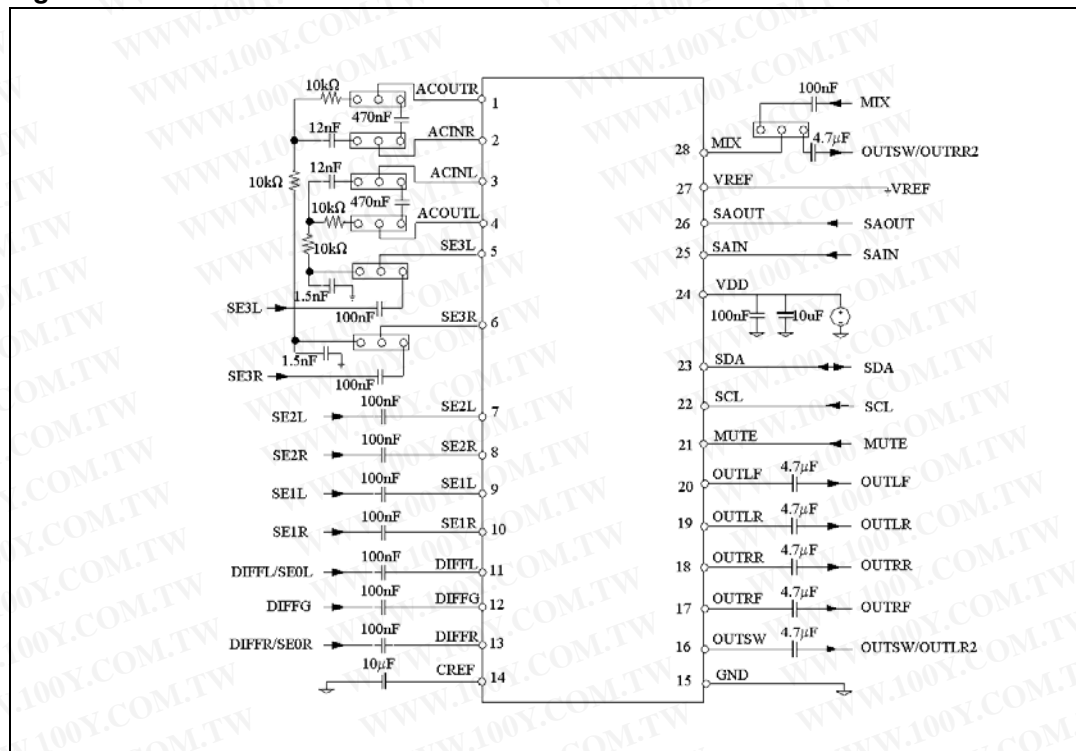 10kΩ
ACOUTR
1
470nF
12nF
ACINR
2
12nF
ACINL
3
10kΩ
470nF
10kΩ
ACOUTL
4
10kΩ
SE3L
5
1.5nF
SE3L
100nF
SE3R
6
1.5nF
SE3R
100nF
SE2L
100nF
SE2L
7
SE2R
100nF
SE2R
8
SE1L
100nF
SE1L
9
SE1R
100nF
SE1R
10
DIFFL/SE0L
100nF
DIFFL
11
DIFFG
100nF
DIFFG
12
DIFFR/SE0R
100nF
DIFFR
13
10μF
CREF
14
100nF
MIX
28
MIX
4.7μF
OUTSW/OUTRR2
27
VREF
VREF
26
SAOUT
SAOUT
25
SAIN
SAIN
24
VDD
100nF
10uF
23
SDA
SDA
22
SCL
SCL
21
MUTE
MUTE
20
OUTLF
4.7μF
OUTLF
19
OUTLR
4.7μF
OUTLR
18
OUTRR
4.7μF
OUTRR
17
OUTRF
4.7μF
OUTRF
16
OUTSW
4.7μF
OUTSW/OUTLR2
15
GND
WWW.100Y.COM.TW